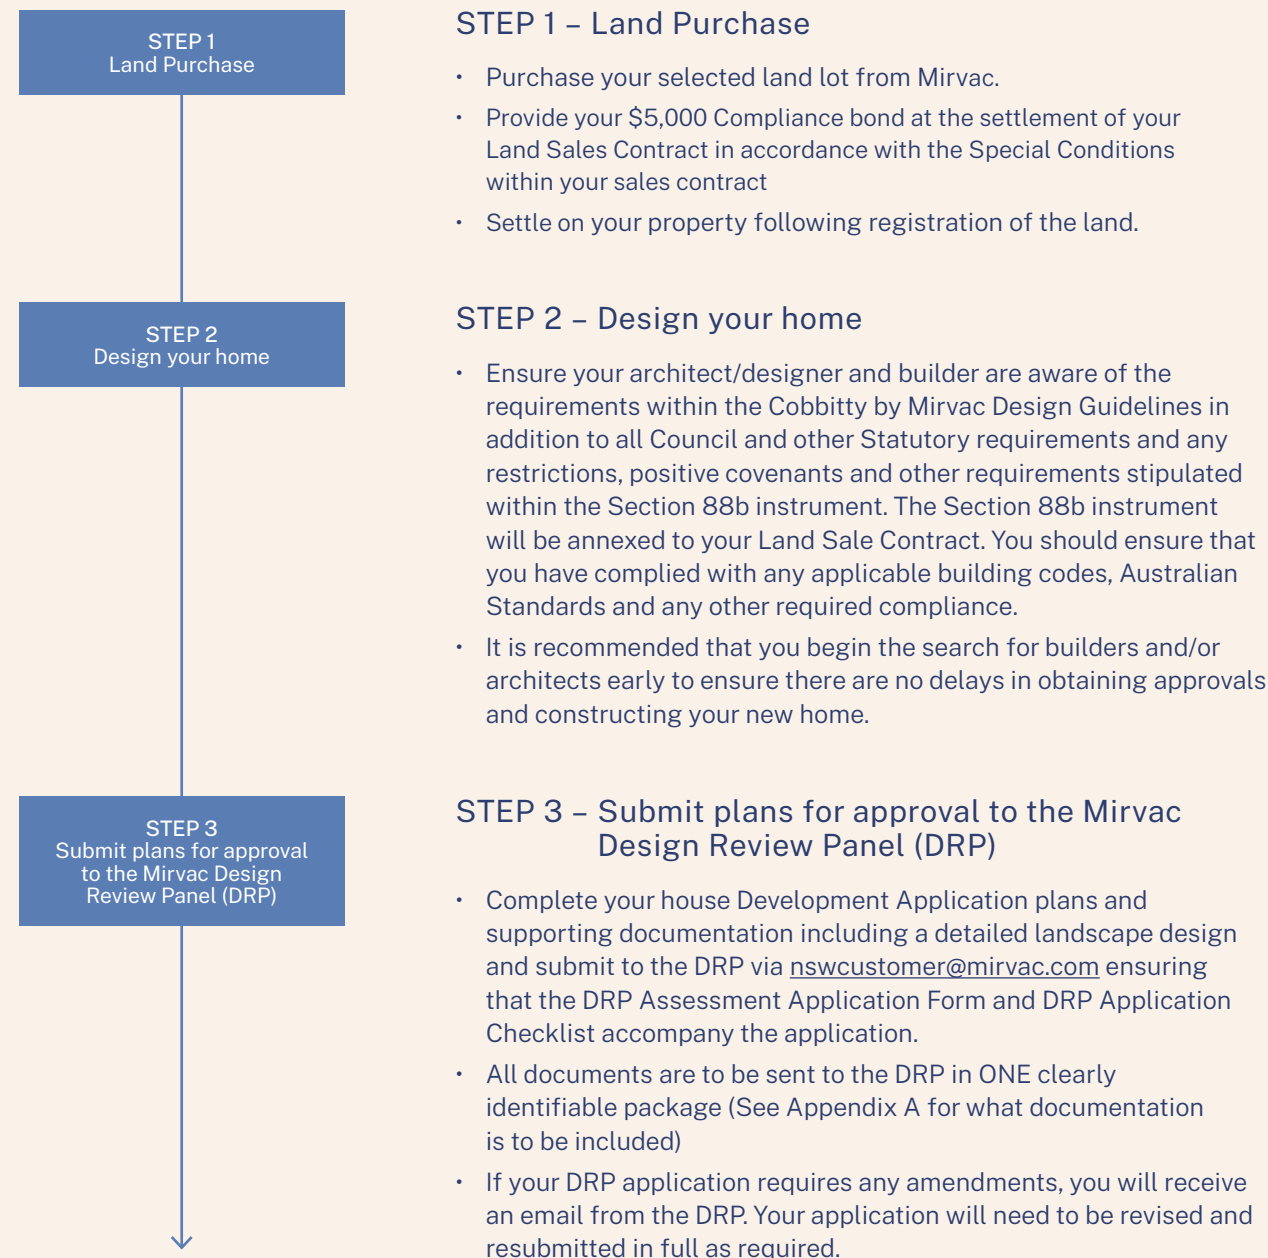 STEP 1
Land Purchase
STEP 1 – Land Purchase
• Purchase your selected land lot from Mirvac.
• Provide your $5,000 Compliance bond at the settlement of your
Land Sales Contract in accordance with the Special Conditions
within your sales contract
• Settle on your property following registration of the land.
STEP 2
Design your home
STEP 2 – Design your home
• Ensure your architect/designer and builder are aware of the
requirements within the Cobbitty by Mirvac Design Guidelines in
addition to all Council and other Statutory requirements and any
restrictions, positive covenants and other requirements stipulated
within the Section 88b instrument. The Section 88b instrument
will be annexed to your Land Sale Contract. You should ensure that
you have complied with any applicable building codes, Australian
Standards and any other required compliance.
• It is recommended that you begin the search for builders and/or
architects early to ensure there are no delays in obtaining approvals
and constructing your new home.
STEP 3
Submit plans for approval
to the Mirvac Design
Review Panel (DRP)
STEP 3 – Submit plans for approval to the Mirvac
Design Review Panel (DRP)
• Complete your house Development Application plans and
supporting documentation including a detailed landscape design
and submit to the DRP via nswcustomer@mirvac.com ensuring
that the DRP Assessment Application Form and DRP Application
Checklist accompany the application.
• All documents are to be sent to the DRP in ONE clearly
identifiable package (See Appendix A for what documentation
is to be included)
• If your DRP application requires any amendments, you will receive
an email from the DRP. Your application will need to be revised and
resubmitted in full as required.